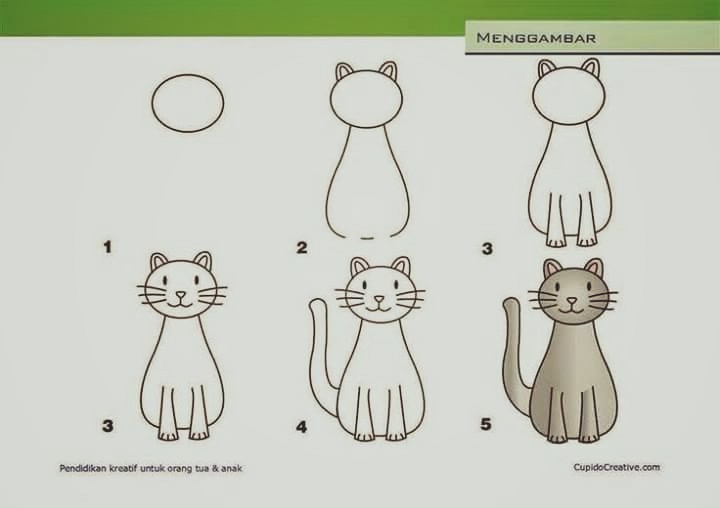 MENGGAMBAR
1
2
3
3
4
5
Pendidikan kreatif untuk orang tua & anak
CupidoCreative.com